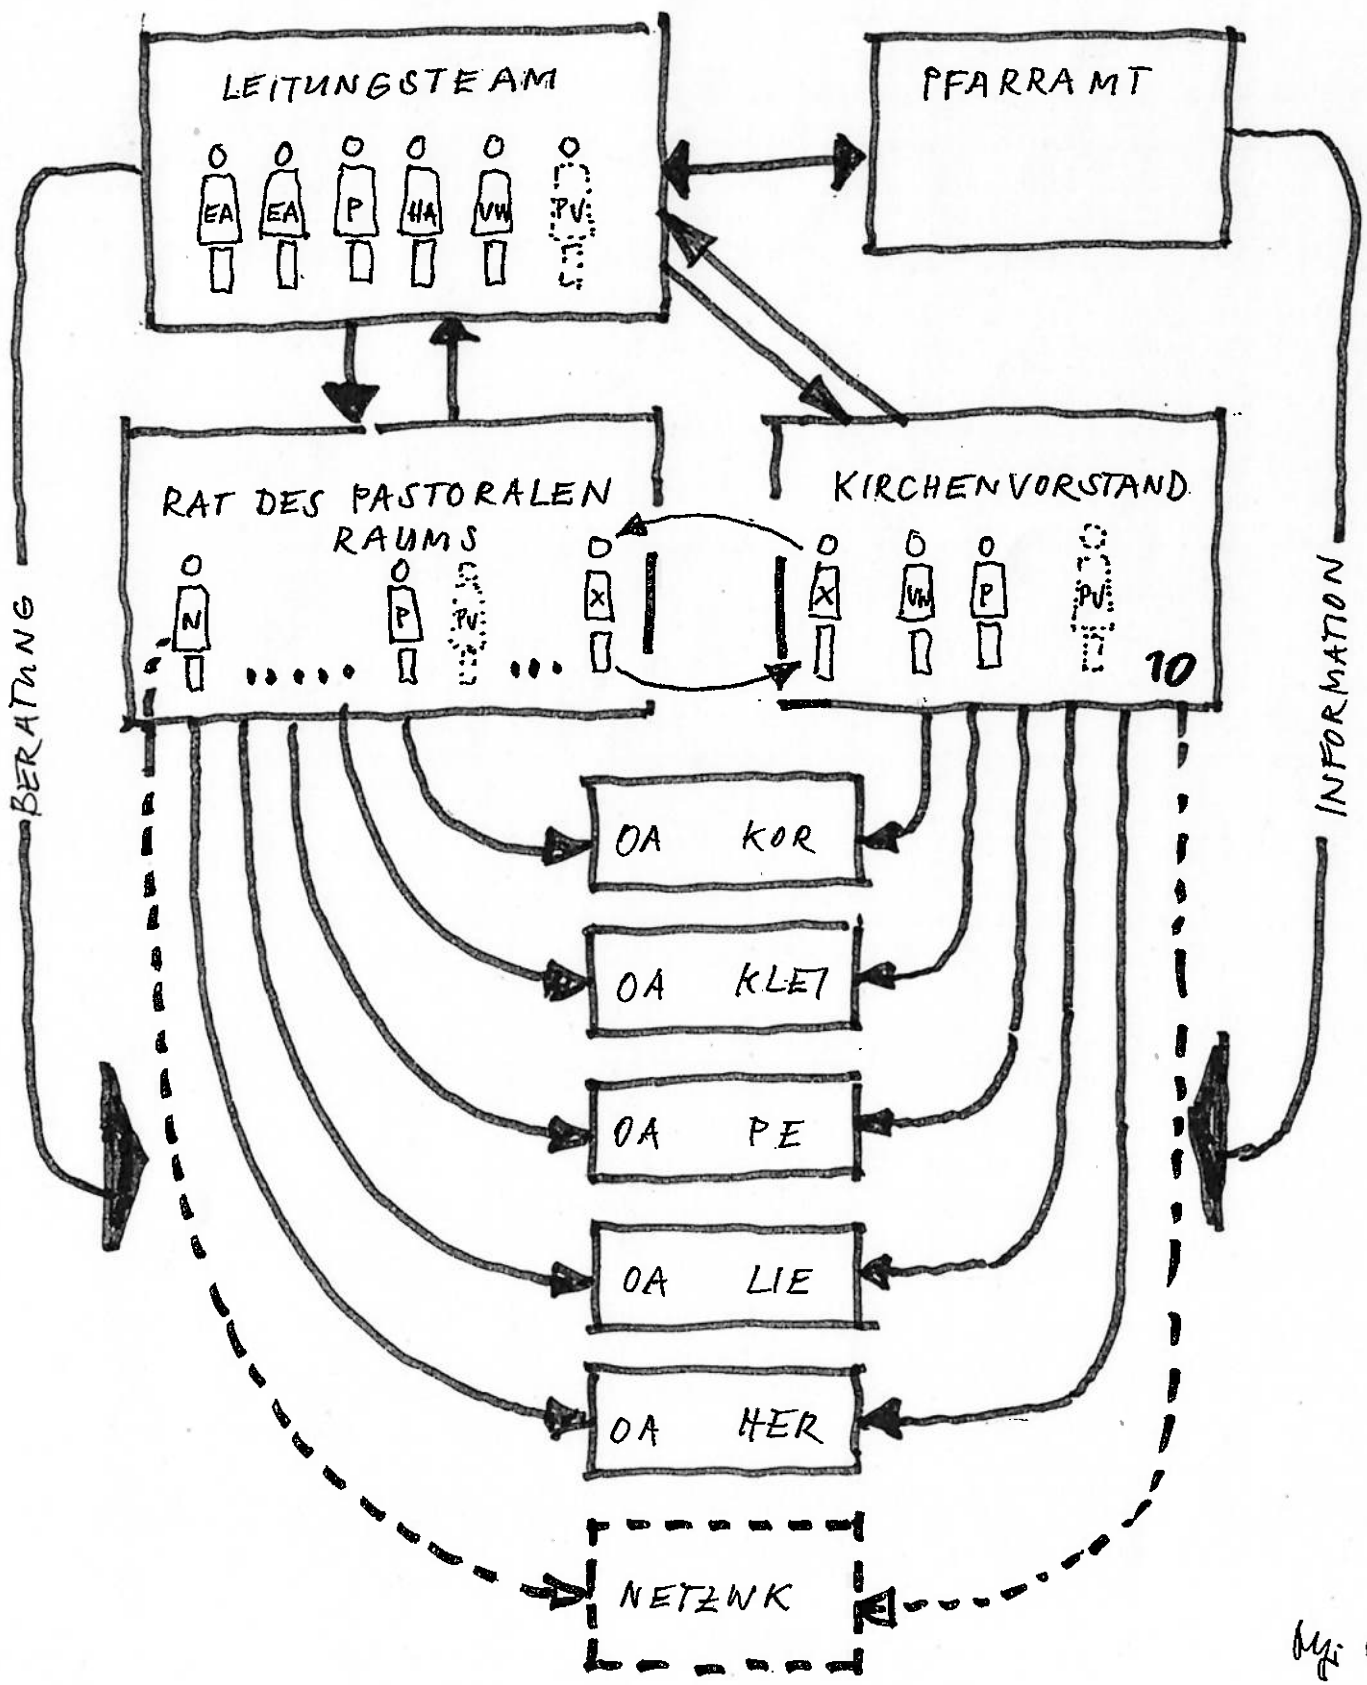 LEITUNGSTEAM
PFARRAMT
EA EA P HA VW PV
RAT DES PASTORALEN
RAUMS
KIRCHENVORSTAND
N P PV X
X VW P PV
10
BERATUNG
INFORMATION
OA KOR
OA KLEI
OA PE
OA LIE
OA HER
NETZWK